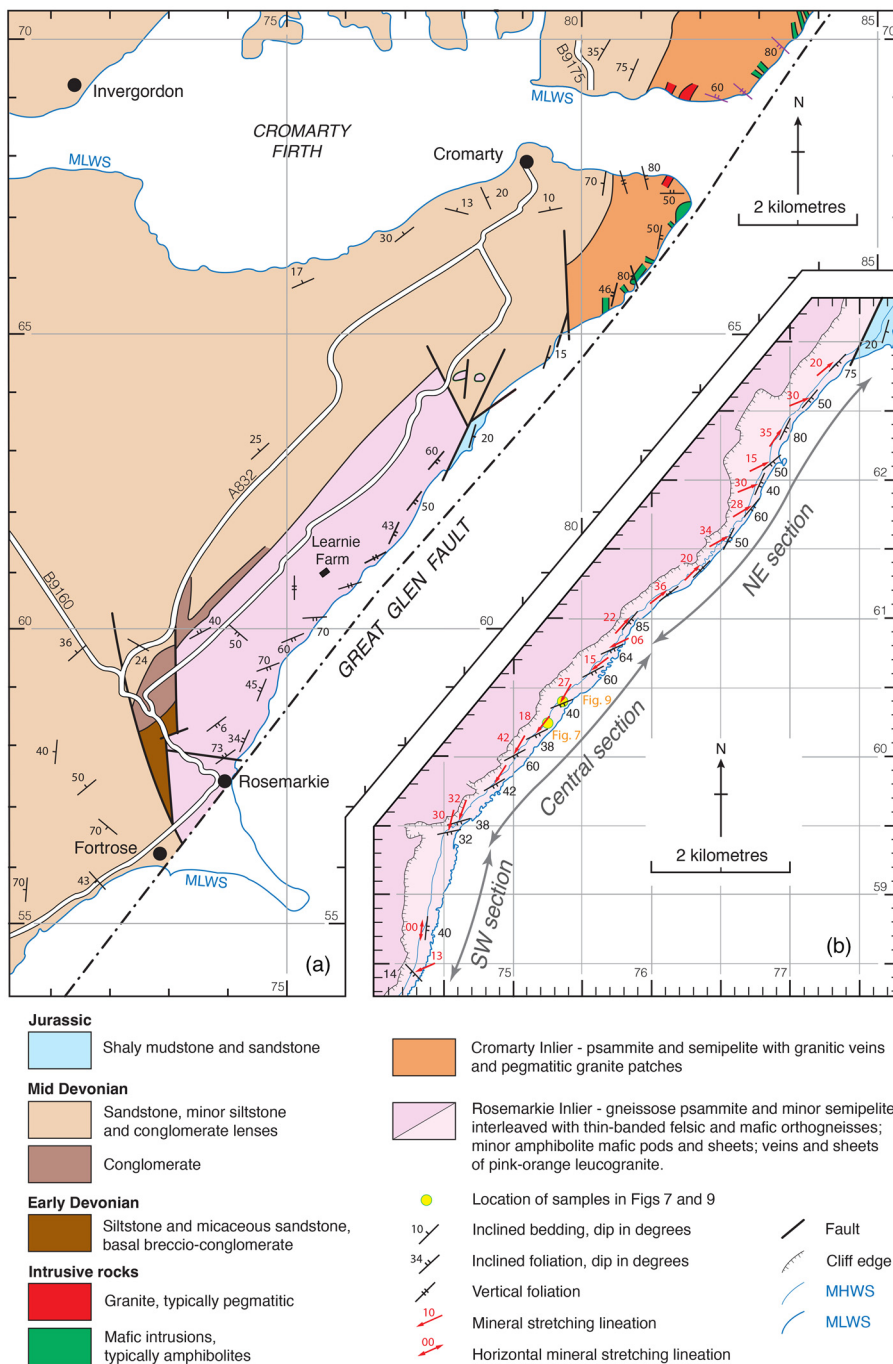 75
80
85
70
70
B9175
35
75
80
60
Invergordon
CROMARTY
FIRTH
MLWS
MLWS
Cromarty
N
2 kilometres
70
80
20
13
10
50
30
50
17
80
46
65
65
15
85
20
25
A832
60
20
50
43
Learnie
Farm
GREAT GLEN FAULT
80
B9160
60
60
40
50
70
60
36
24
70
45
6
34
73
40
Rosemarkie
50
70
Fortrose
70
43
MLWS
55
55
75
(a)
20
75
30
50
35
80
15
50
62
30
40
28
60
34
50
NE section
20
36
61
22
85
06
15
64
60
27
40
Fig. 9
18
Fig. 7
42
38
60
60
Central section
N
42
32
30
38
32
2 kilometres
59
SW section
00
40
13
14
75
76
77
(b)
Jurassic
Shaly mudstone and sandstone
Mid Devonian
Sandstone, minor siltstone
and conglomerate lenses
Conglomerate
Early Devonian
Siltstone and micaceous sandstone,
basal breccio-conglomerate
Intrusive rocks
Granite, typically pegmatitic
Mafic intrusions,
typically amphibolites
Cromarty Inlier - psammite and semipelite with granitic veins
and pegmatitic granite patches
Rosemarkie Inlier - gneissose psammite and minor semipelite
interleaved with thin-banded felsic and mafic orthogneisses;
minor amphibolite mafic pods and sheets; veins and sheets
of pink-orange leucogranite.
Location of samples in Figs 7 and 9
10 Inclined bedding, dip in degrees
34 Inclined foliation, dip in degrees
Vertical foliation
10 Mineral stretching lineation
00 Horizontal mineral stretching lineation
Fault
Cliff edge
MHWS
MLWS